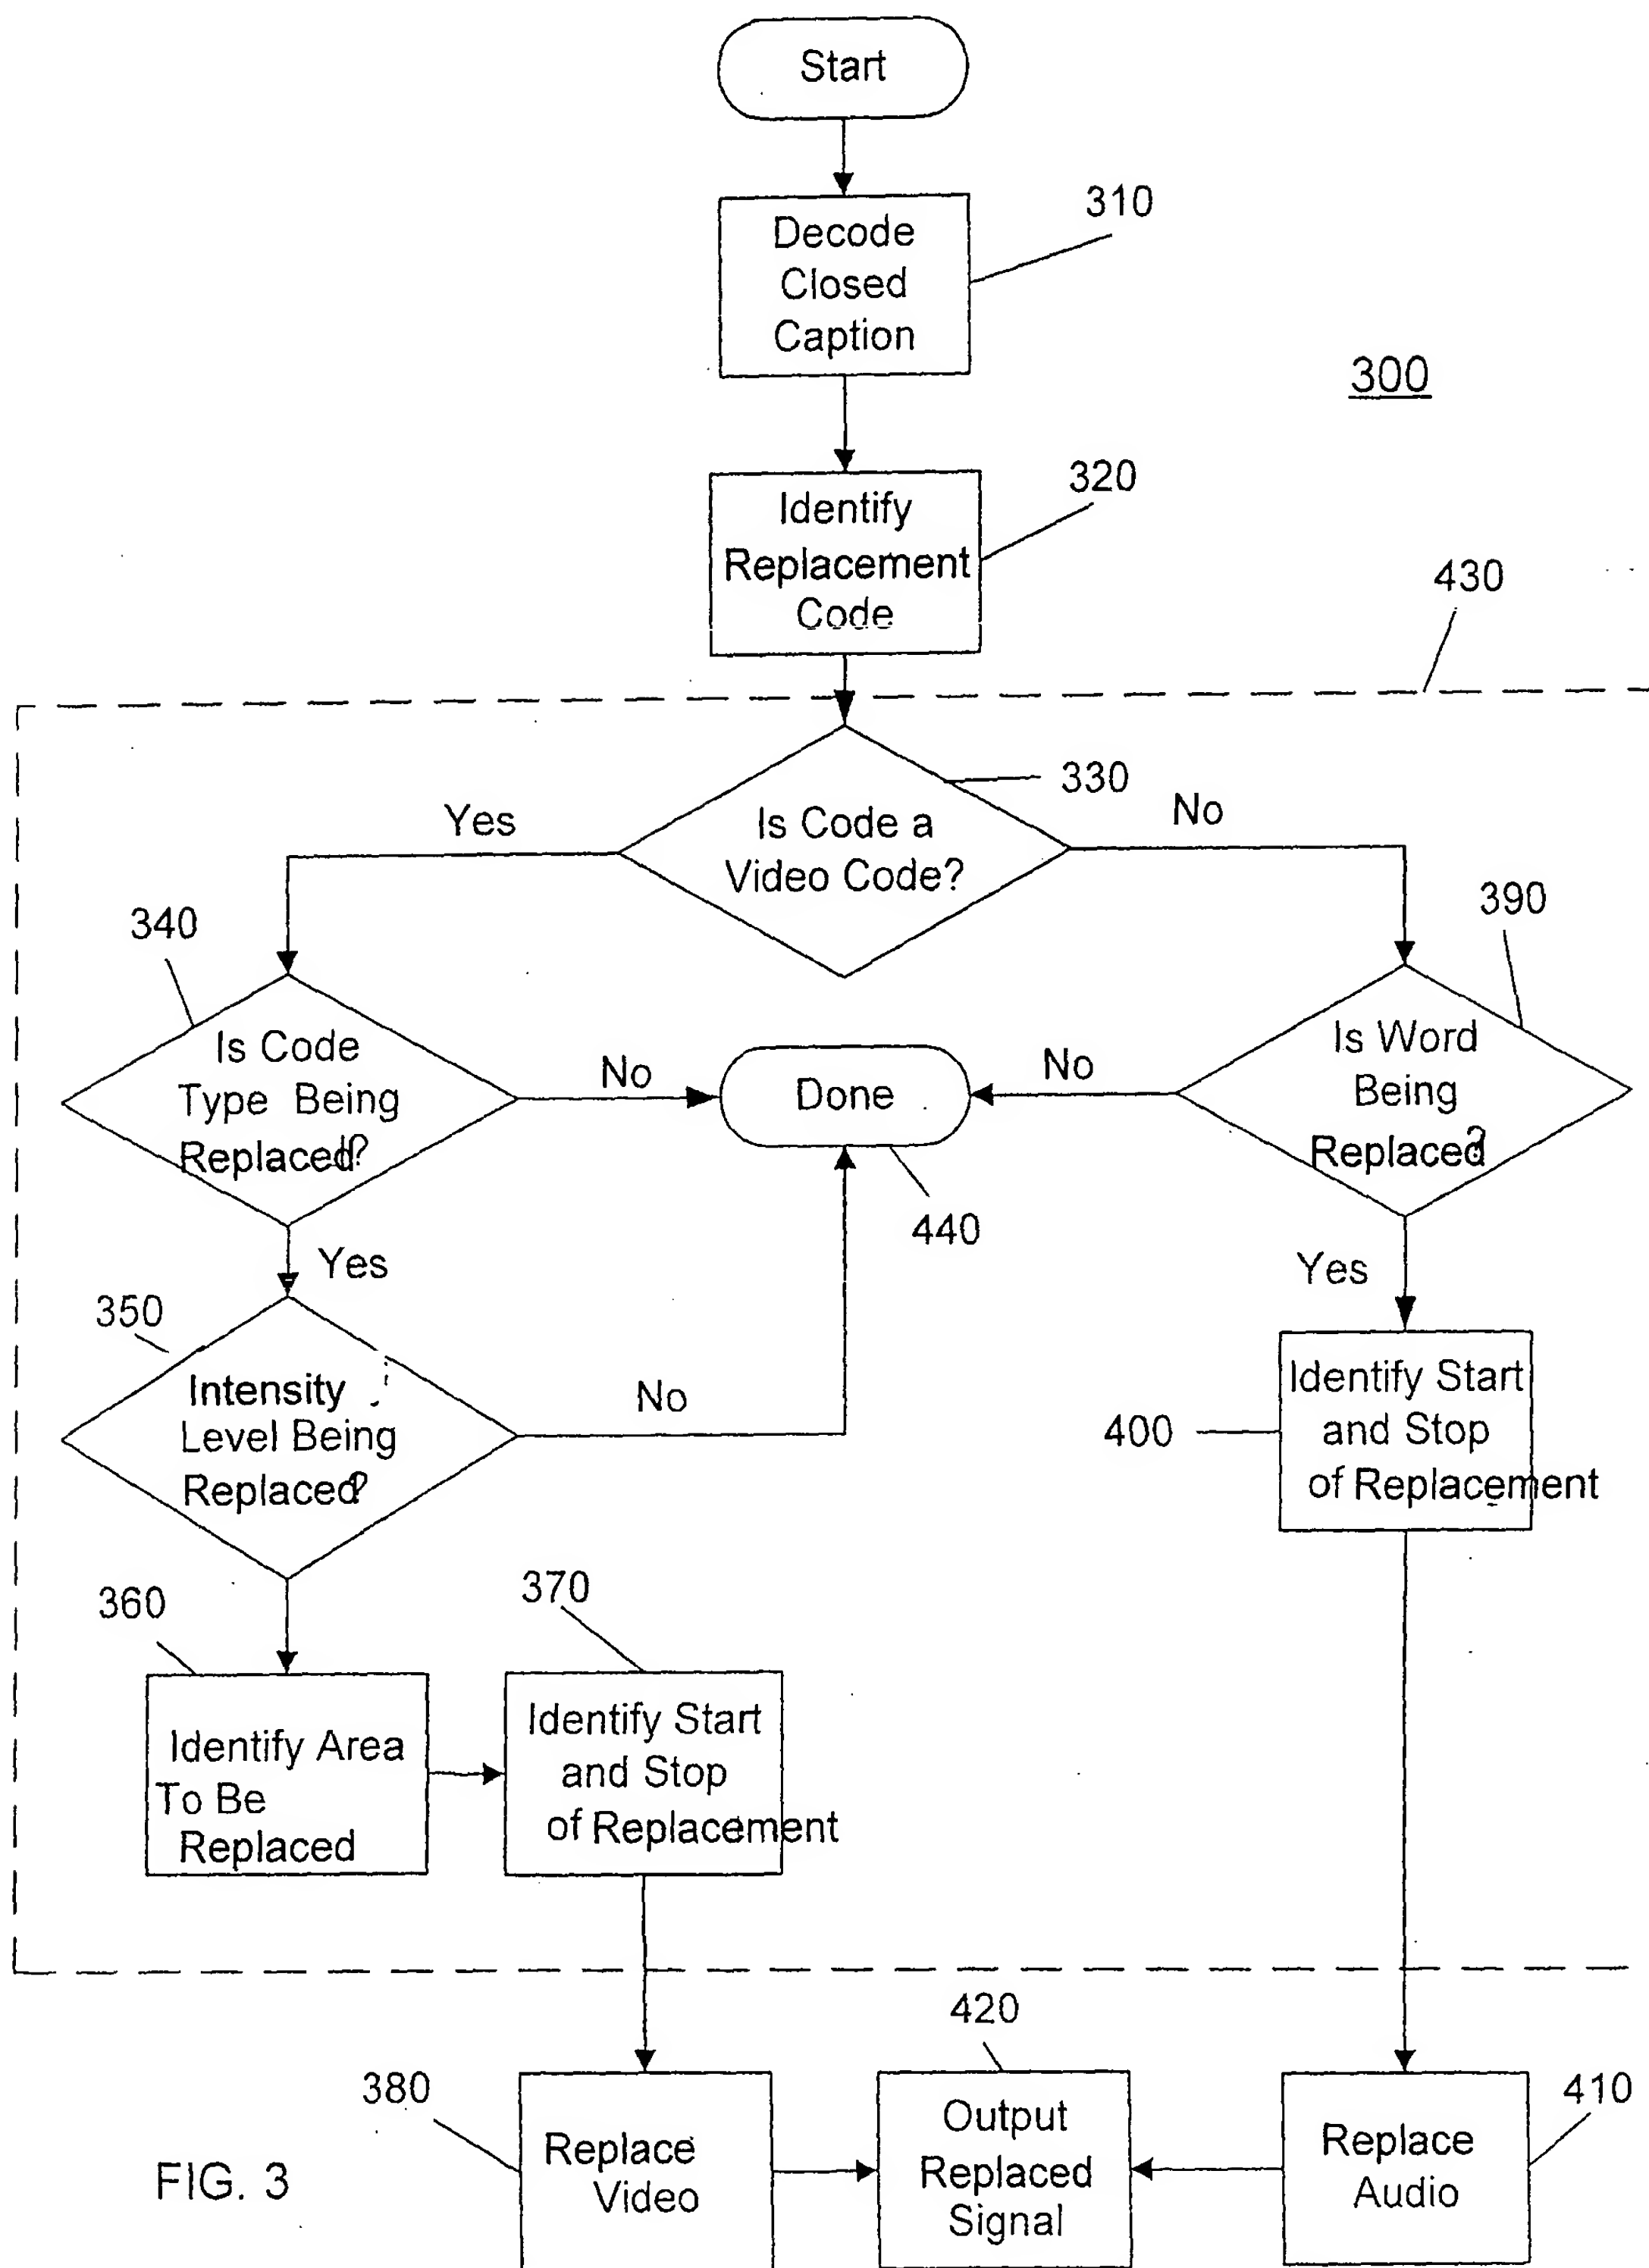 Start
310
Decode
Closed
Caption
300
320
Identify
Replacement
Code
430
330
Yes
No
Is Code a
Video Code?
340
390
Is Code
Type Being
Replaced?
No
Done
No
Is Word
Being
Replaced?
440
Yes
Yes
350
Intensity
Level Being
Replaced?
No
400
Identify Start
and Stop
of Replacement
360
370
Identify Area
To Be
Replaced
Identify Start
and Stop
of Replacement
420
380
410
Replace
Video
Output
Replaced
Signal
Replace
Audio
FIG. 3